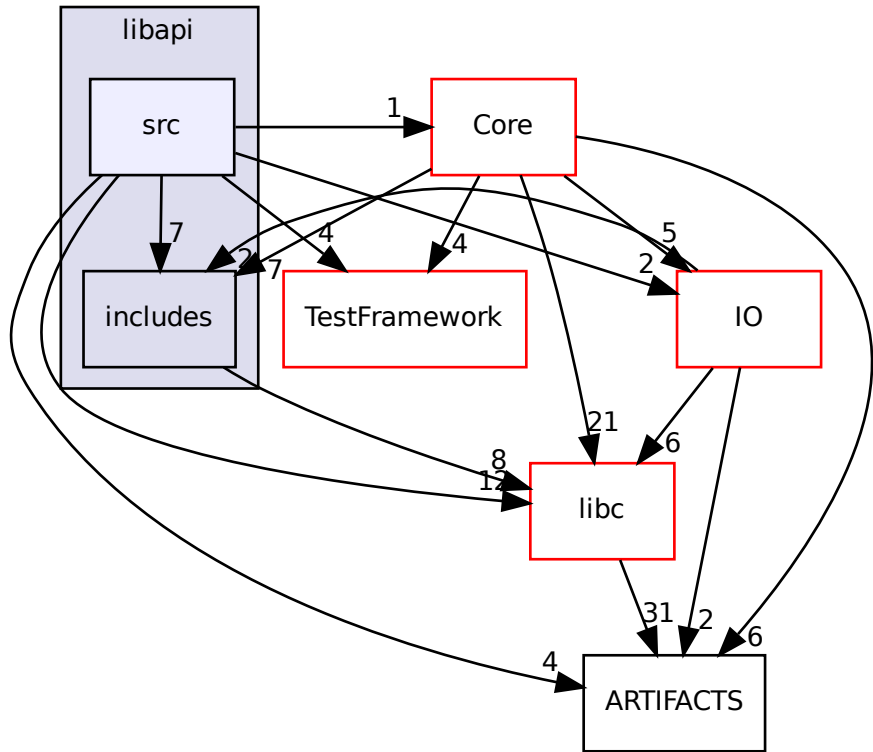 libapi
src
1
Core
7
4
2
7
4
5
2
includes
TestFramework
IO
21
6
8
12
libc
31
2
6
4
ARTIFACTS